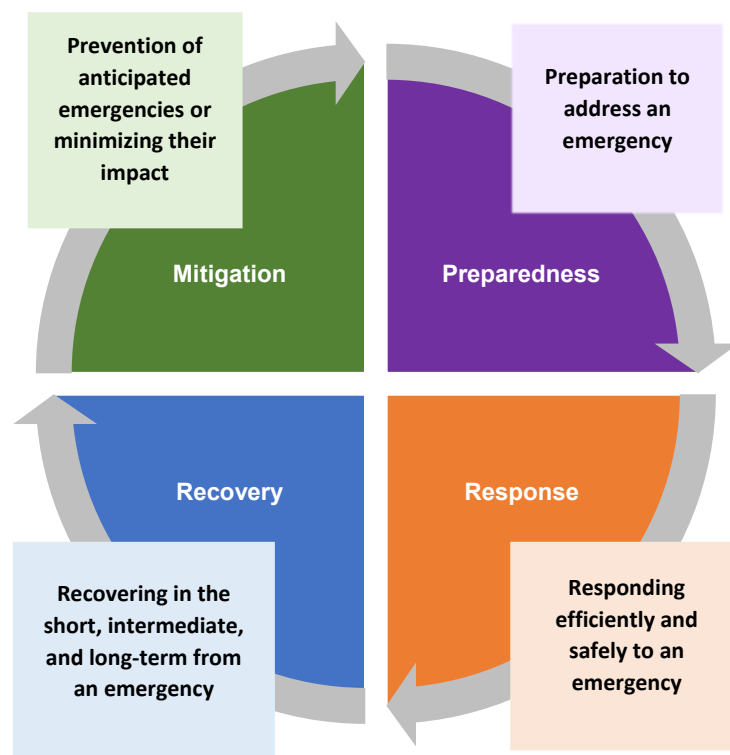 Prevention of
anticipated
emergencies or
minimizing their
impact
Preparation to
address an
emergency
Mitigation
Preparedness
Recovery
Response
Recovering in the
short, intermediate,
and long-term from
an emergency
Responding
efficiently and
safely to an
emergency